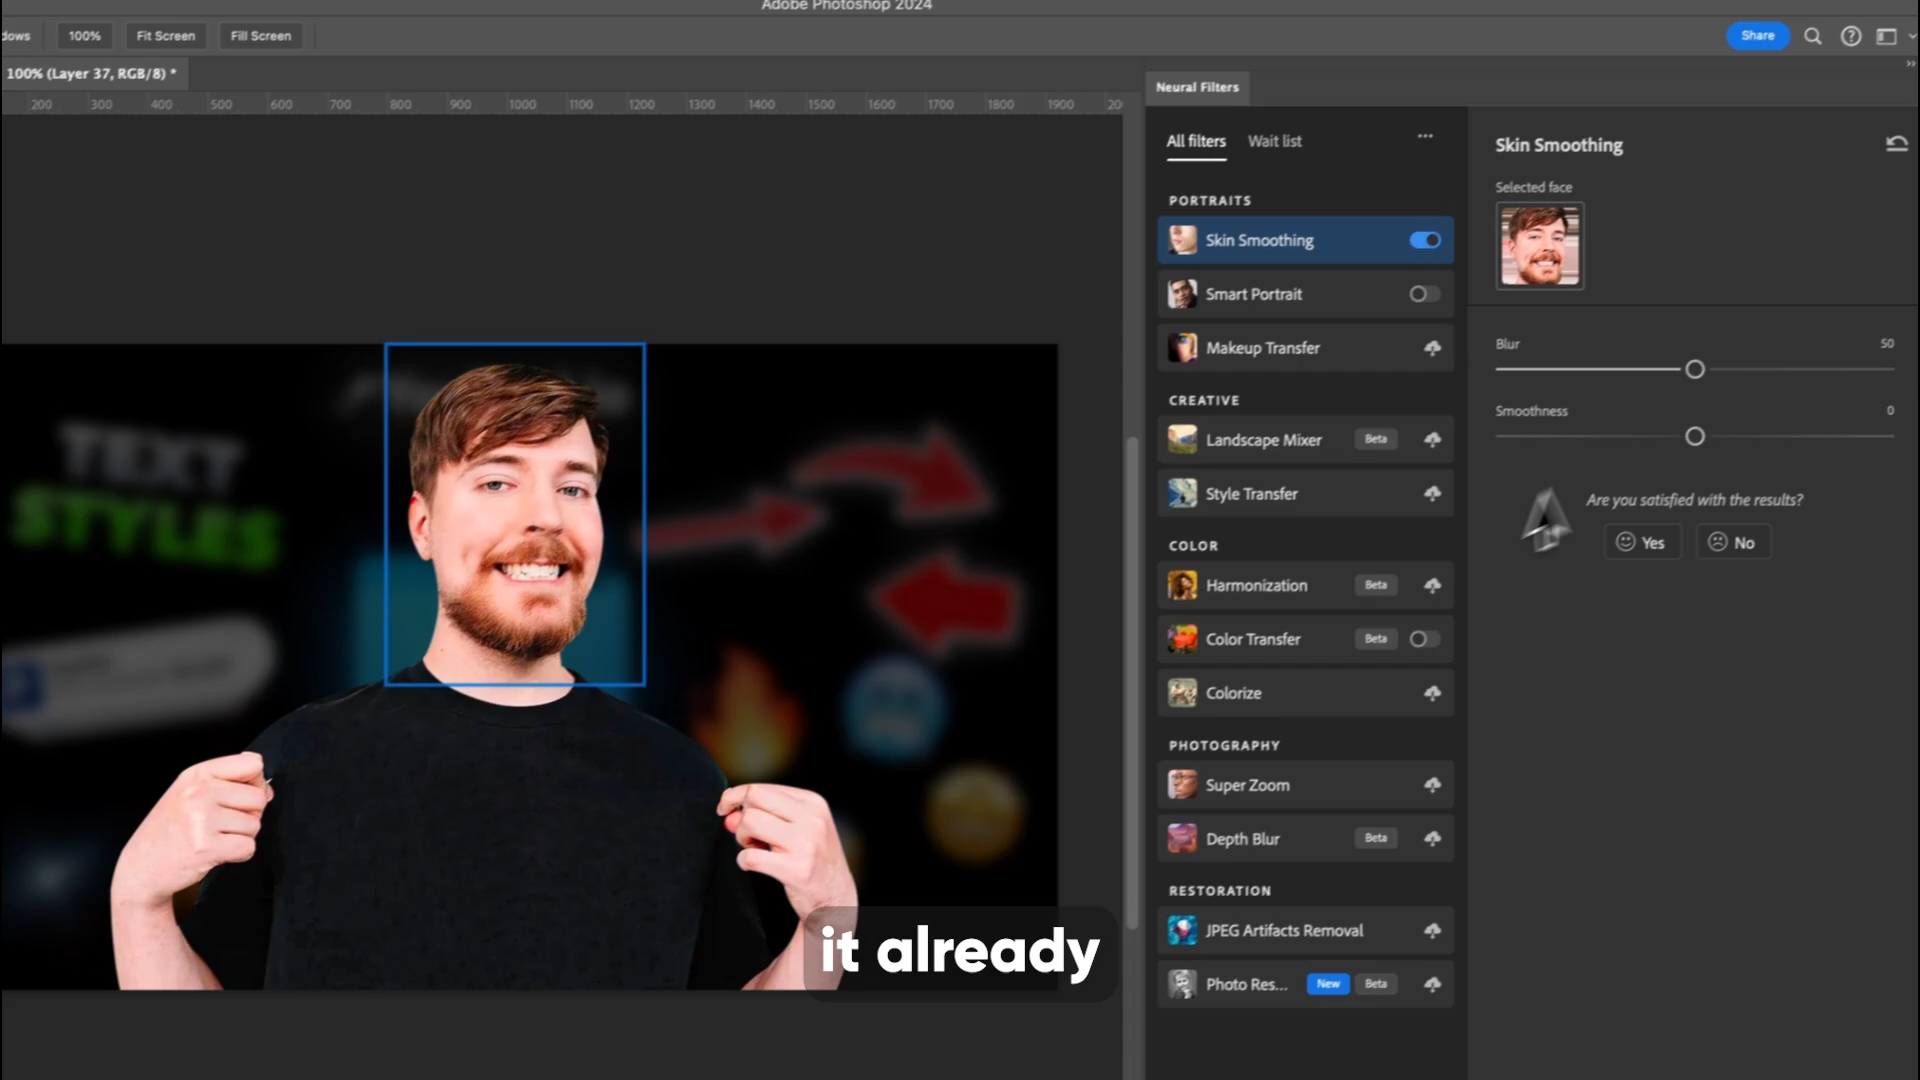 Adobe Photoshop 2024
dows
100%
Fit Screen
Fill Screen
Share
100% (Layer 37, RGB/8) *
200 300 400 500 600 700 800 900 1000 1100 1200 1300 1400 1500 1600 1700 1800 1900 20
Neural Filters
All filters
Wait list
PORTRAITS
Skin Smoothing
Smart Portrait
Makeup Transfer
CREATIVE
Landscape Mixer Beta
Style Transfer
COLOR
Harmonization Beta
Color Transfer Beta
Colorize
PHOTOGRAPHY
Super Zoom
Depth Blur Beta
RESTORATION
JPEG Artifacts Removal
Photo Res... New Beta
Skin Smoothing
Selected face
Blur 50
Smoothness 0
Are you satisfied with the results?
Yes
No
TEXT
STYLES
it already